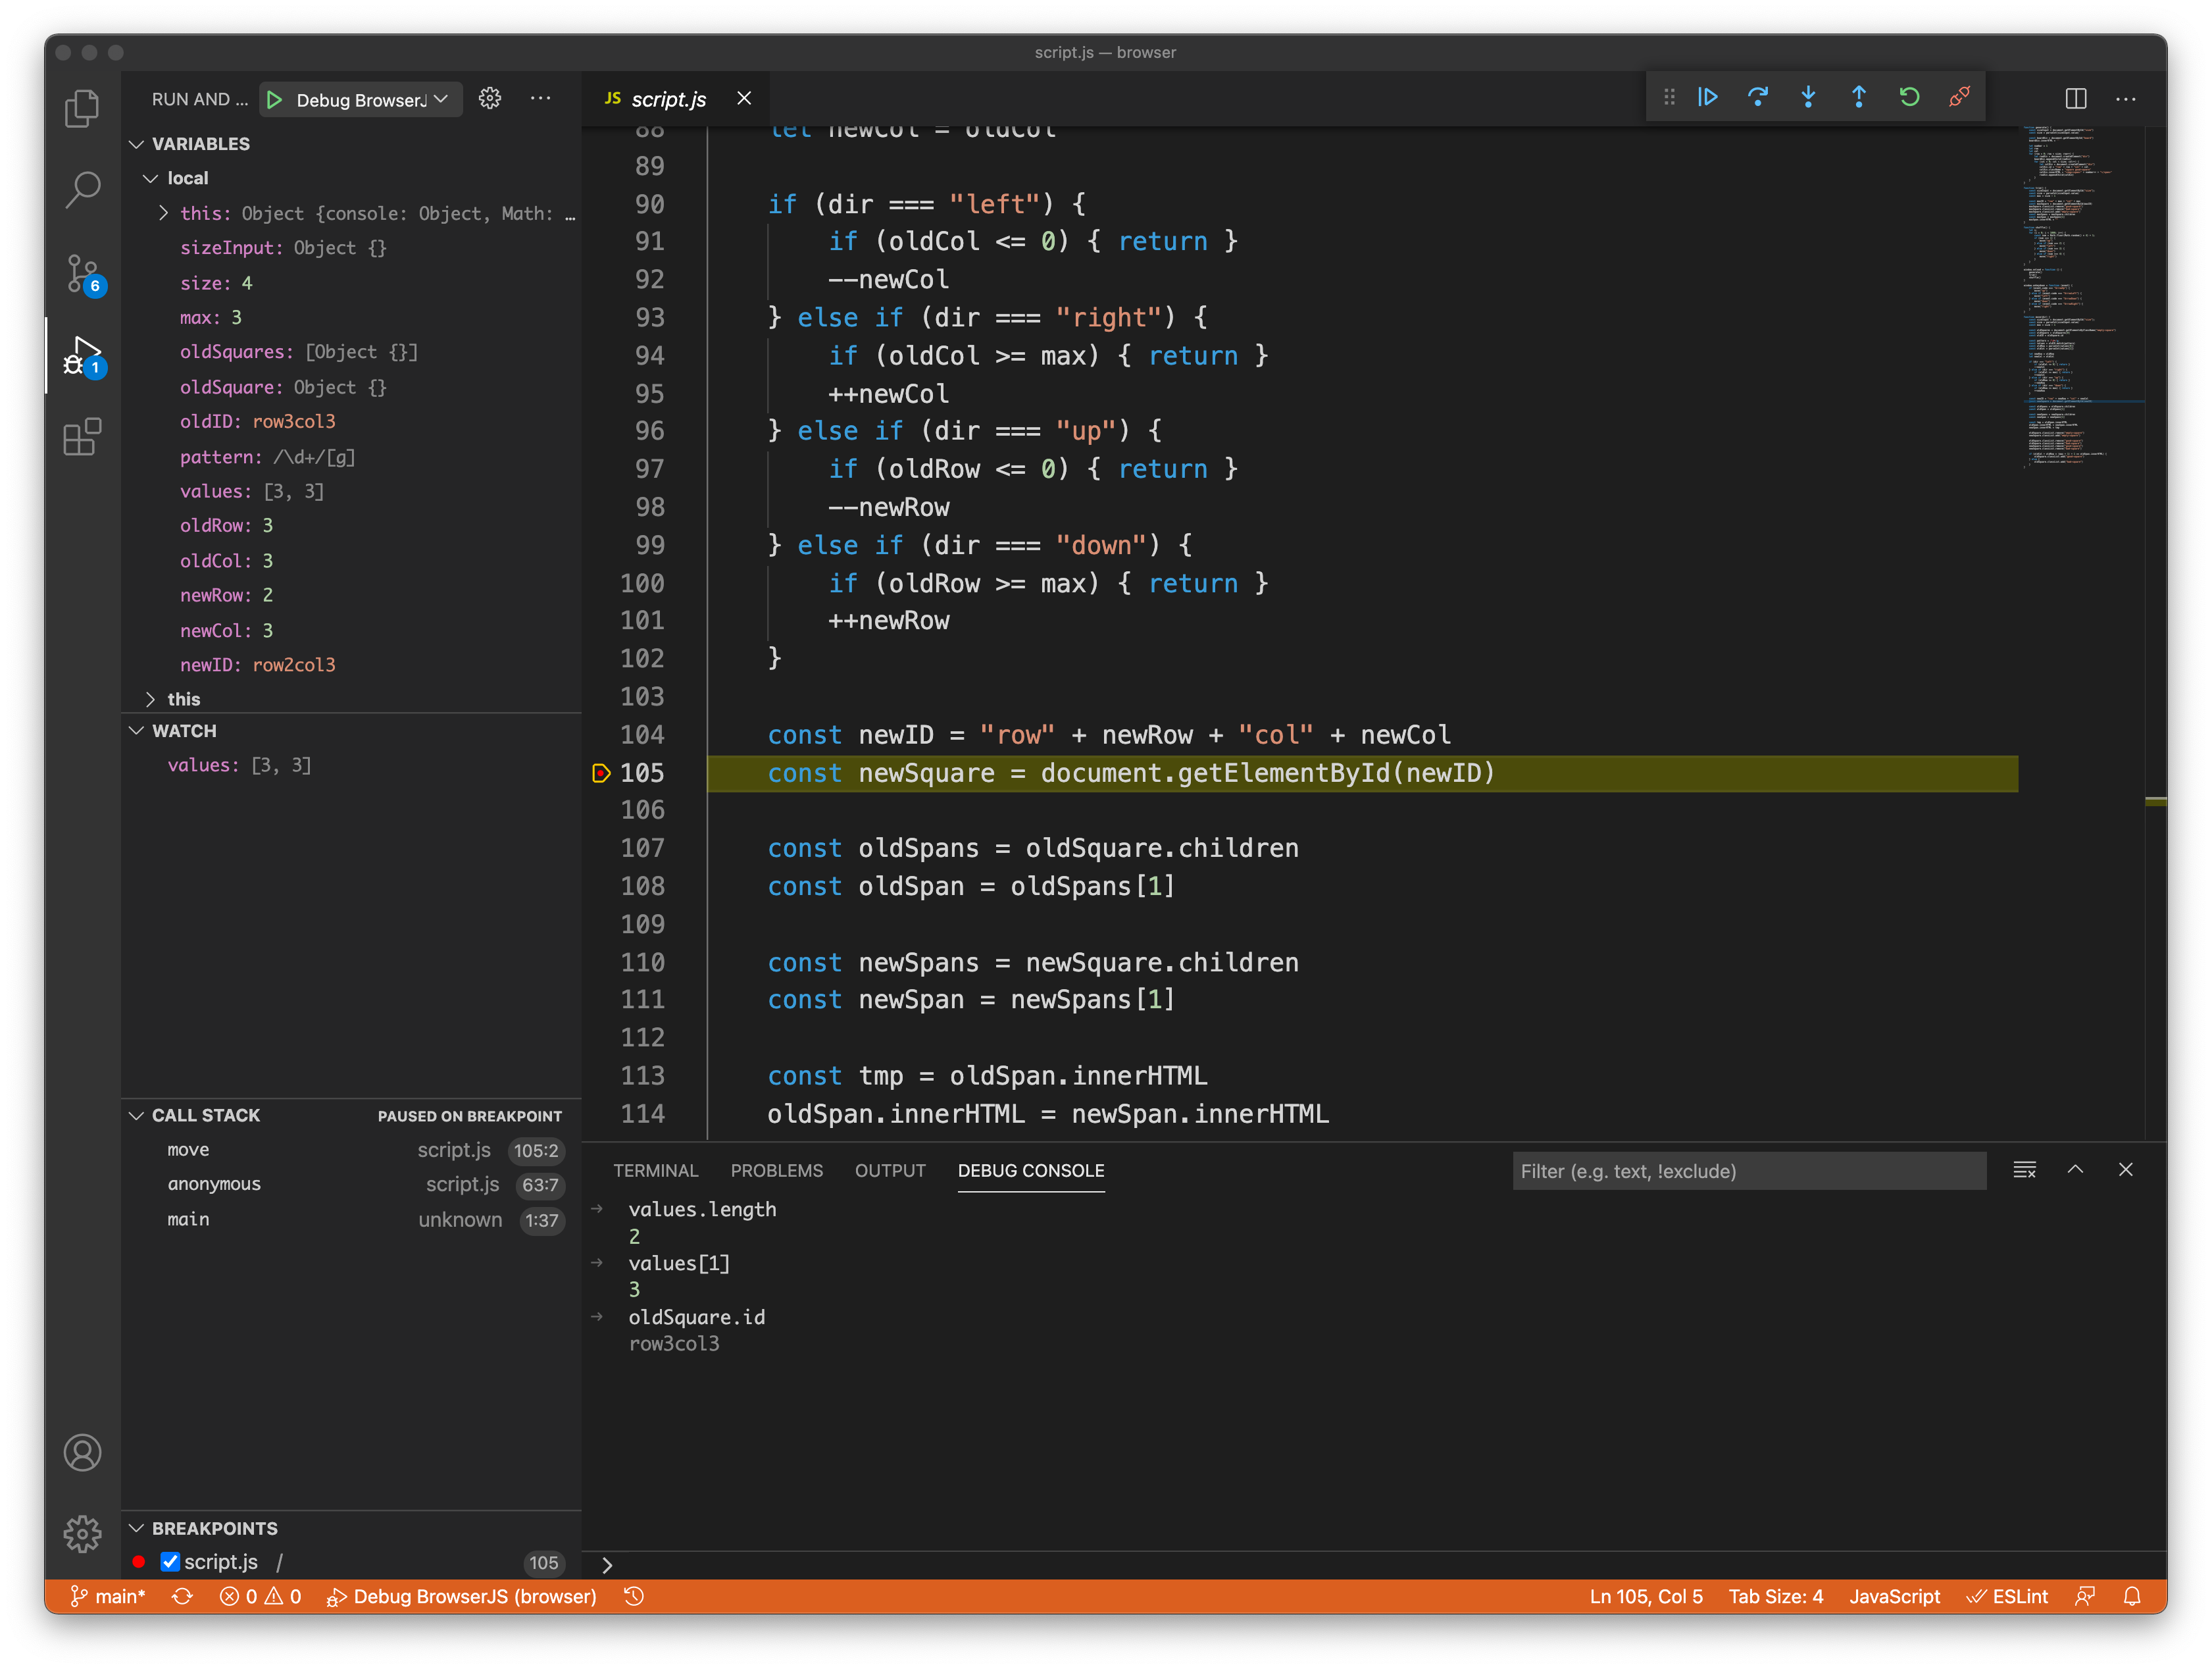 script.js — browser
RUN AND ...
Debug BrowserJ
6
1
VARIABLES
local
this: Object {console: Object, Math: …
sizeInput: Object {}
size: 4
max: 3
oldSquares: [Object {}]
oldSquare: Object {}
oldID: row3col3
pattern: /\d+/[g]
values: [3, 3]
oldRow: 3
oldCol: 3
newRow: 2
newCol: 3
newID: row2col3
this
WATCH
values: [3, 3]
CALL STACK PAUSED ON BREAKPOINT
move script.js 105:2
anonymous script.js 63:7
main unknown 1:37
BREAKPOINTS
script.js / 105
JS script.js
88 let newCol = oldCol
89
90 if (dir === "left") {
91 if (oldCol <= 0) { return }
92 --newCol
93 } else if (dir === "right") {
94 if (oldCol >= max) { return }
95 ++newCol
96 } else if (dir === "up") {
97 if (oldRow <= 0) { return }
98 --newRow
99 } else if (dir === "down") {
100 if (oldRow >= max) { return }
101 ++newRow
102 }
103
104 const newID = "row" + newRow + "col" + newCol
105 const newSquare = document.getElementById(newID)
106
107 const oldSpans = oldSquare.children
108 const oldSpan = oldSpans[1]
109
110 const newSpans = newSquare.children
111 const newSpan = newSpans[1]
112
113 const tmp = oldSpan.innerHTML
114 oldSpan.innerHTML = newSpan.innerHTML
TERMINAL PROBLEMS OUTPUT DEBUG CONSOLE Filter (e.g. text, !exclude)
values.length
2
values[1]
3
oldSquare.id
row3col3
main* 0 0 Debug BrowserJS (browser) Ln 105, Col 5 Tab Size: 4 JavaScript ESLint